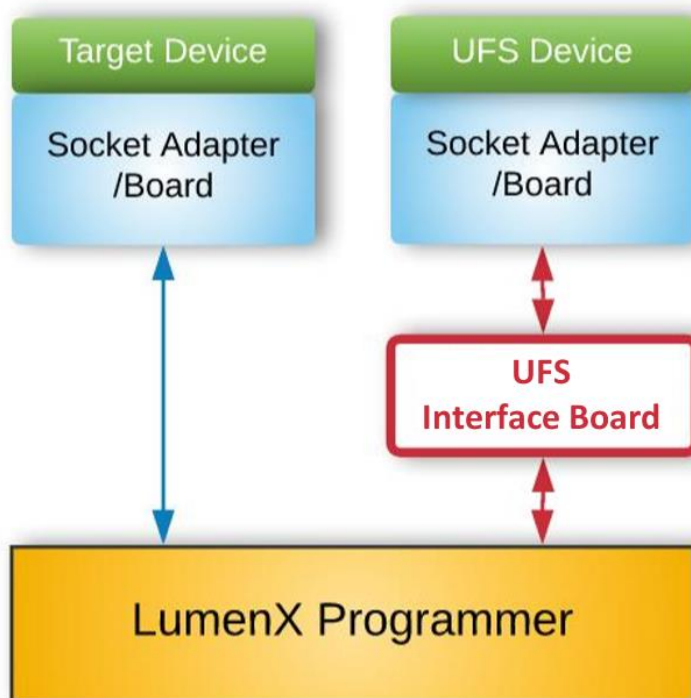 Target Device
Socket Adapter
/Board
UFS Device
Socket Adapter
/Board
UFS
Interface Board
LumenX Programmer